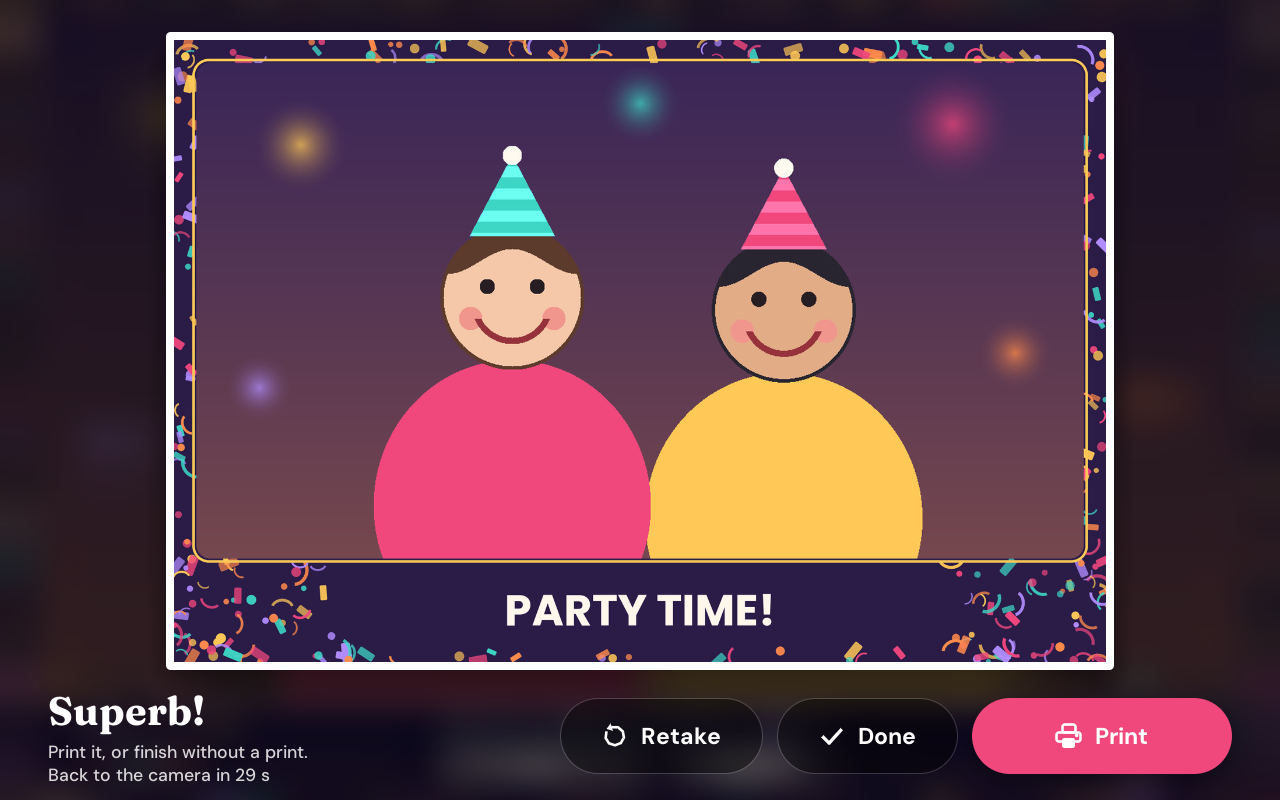 PARTY TIME!
Superb!
Print it, or finish without a print.
Back to the camera in 29 s
Retake
Done
Print